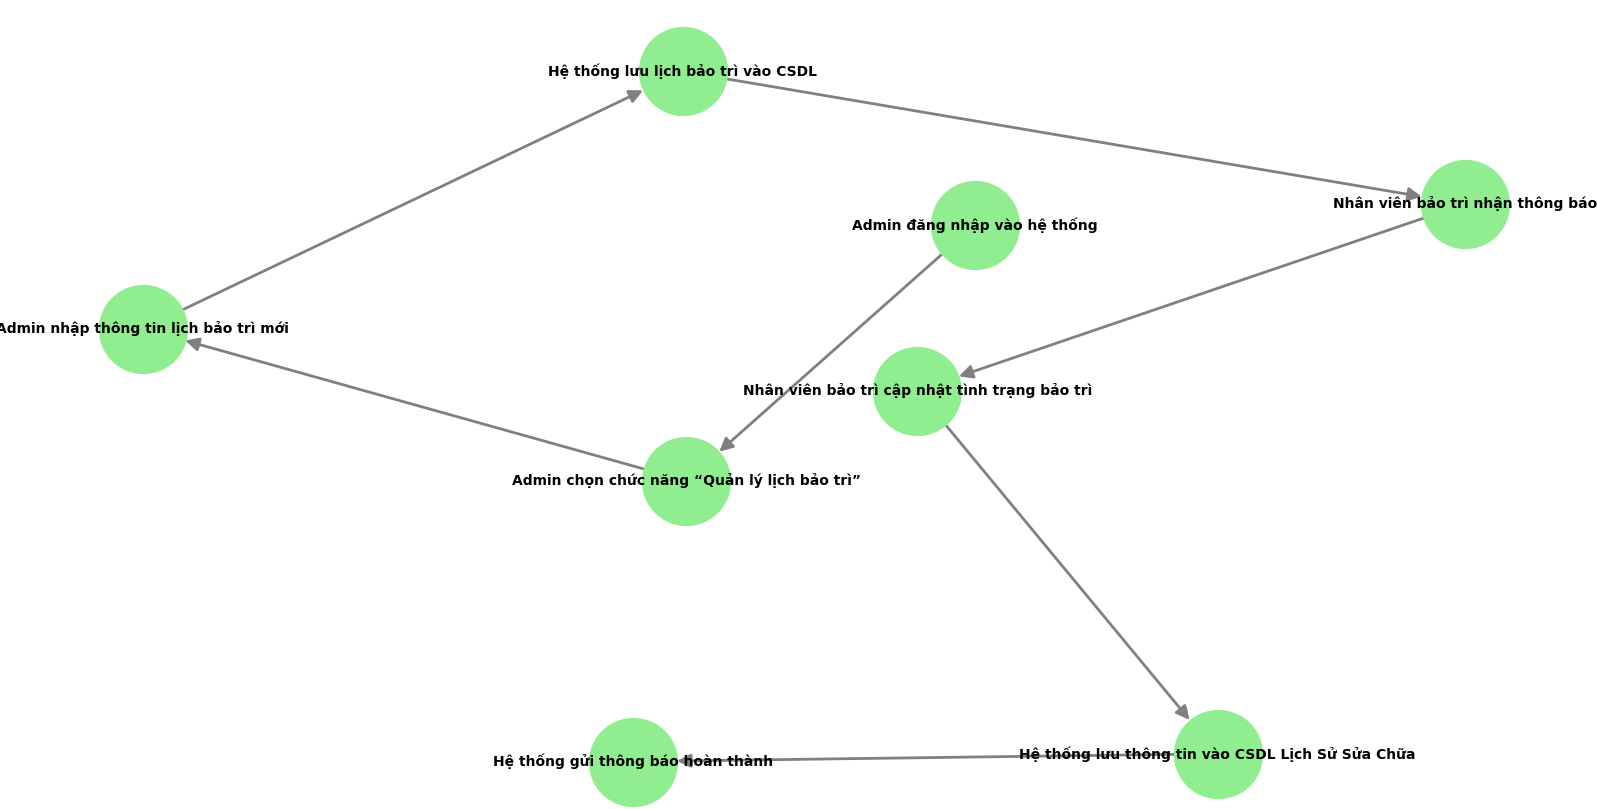 Hệ thống lưu lịch bảo trì vào CSDL
Nhân viên bảo trì nhận thông báo
Admin đăng nhập vào hệ thống
Admin nhập thông tin lịch bảo trì mới
Nhân viên bảo trì cập nhật tình trạng bảo trì
Admin chọn chức năng “Quản lý lịch bảo trì”
Hệ thống lưu thông tin vào CSDL Lịch Sử Sửa Chữa
Hệ thống gửi thông báo hoàn thành